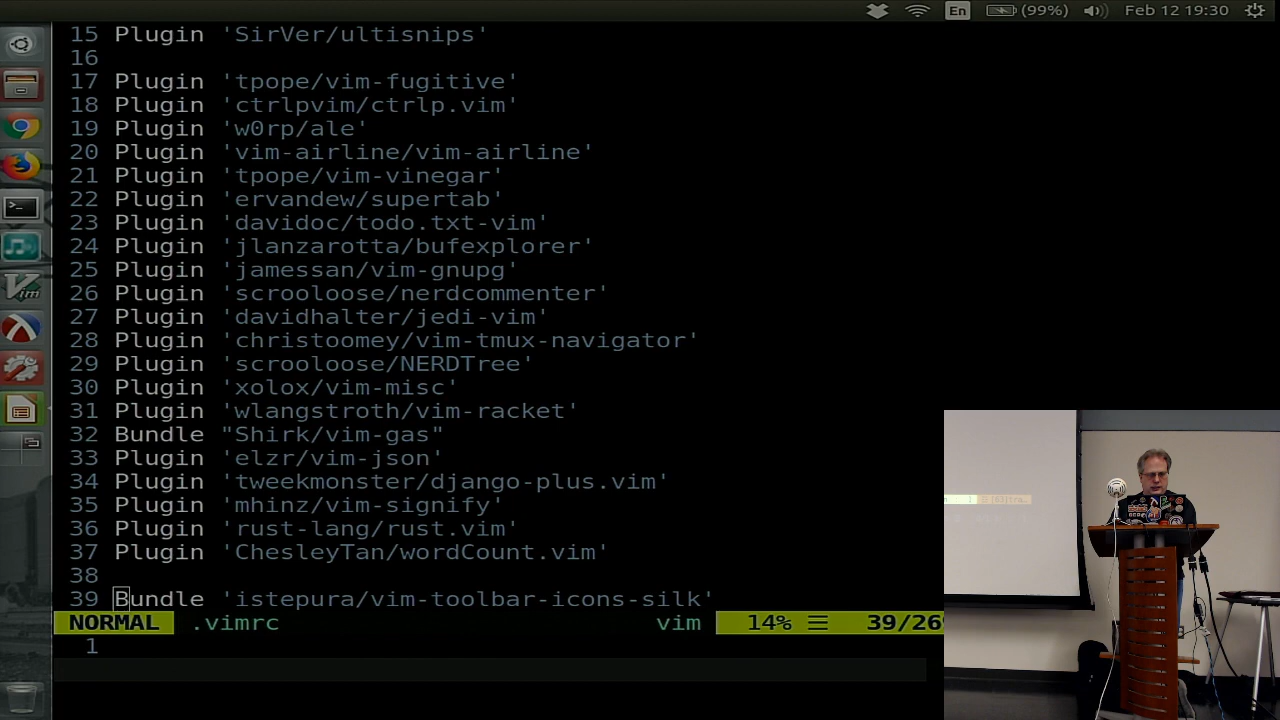 En (99%) Feb 12 19:30
15 Plugin 'SirVer/ultisnips'
16
17 Plugin 'tpope/vim-fugitive'
18 Plugin 'ctrlpvim/ctrlp.vim'
19 Plugin 'w0rp/ale'
20 Plugin 'vim-airline/vim-airline'
21 Plugin 'tpope/vim-vinegar'
22 Plugin 'ervandew/supertab'
23 Plugin 'davidoc/todo.txt-vim'
24 Plugin 'jlanzarotta/bufexplorer'
25 Plugin 'jamessan/vim-gnupg'
26 Plugin 'scrooloose/nerdcommenter'
27 Plugin 'davidhalter/jedi-vim'
28 Plugin 'christoomey/vim-tmux-navigator'
29 Plugin 'scrooloose/NERDTree'
30 Plugin 'xolox/vim-misc'
31 Plugin 'wlangstroth/vim-racket'
32 Bundle "Shirk/vim-gas"
33 Plugin 'elzr/vim-json'
34 Plugin 'tweekmonster/django-plus.vim'
35 Plugin 'mhinz/vim-signify'
36 Plugin 'rust-lang/rust.vim'
37 Plugin 'ChesleyTan/wordCount.vim'
38
39 Bundle 'istepura/vim-toolbar-icons-silk'
NORMAL .vimrc vim 14% ☰ 39/26
1